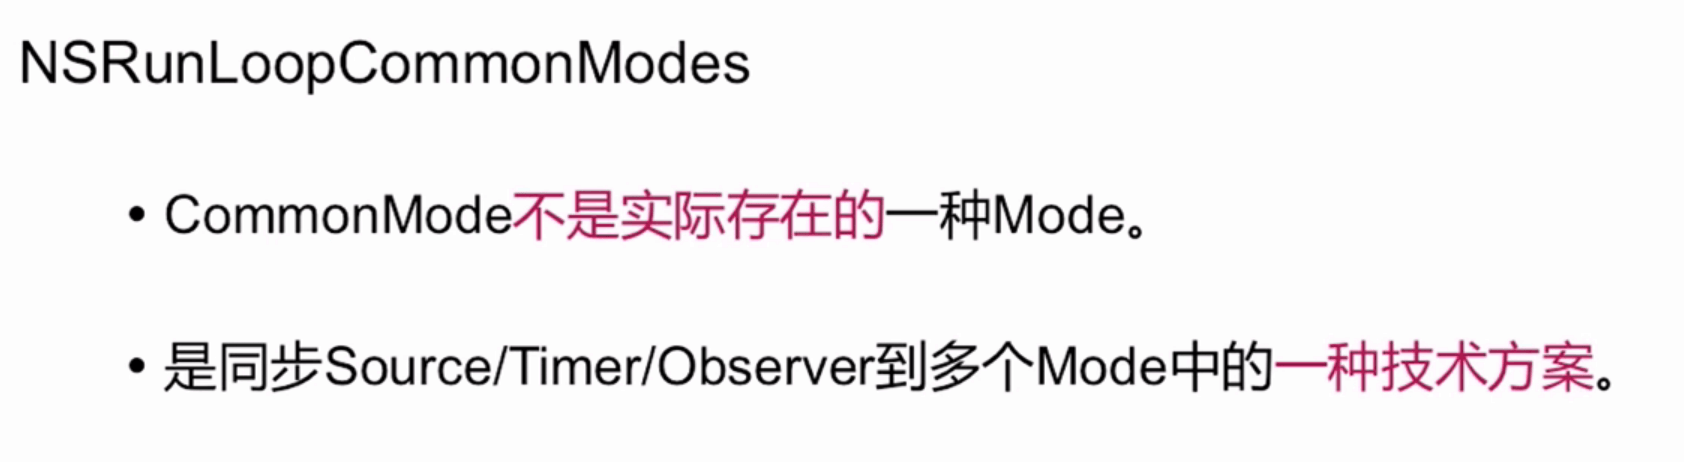 NSRunLoopCommonModes
• CommonMode不是实际存在的一种Mode。
• 是同步Source/Timer/Observer到多个Mode中的一种技术方案。